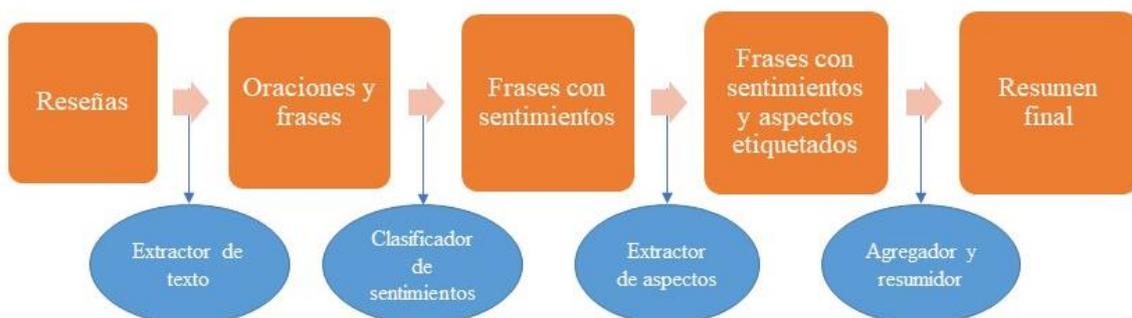 Reseñas
Oraciones y
frases
Frases con
sentimientos
Frases con
sentimientos
y aspectos
etiquetados
Resumen
final
Extractor de
texto
Clasificador
de
sentimientos
Extractor
de aspectos
Agregador y
resumidor